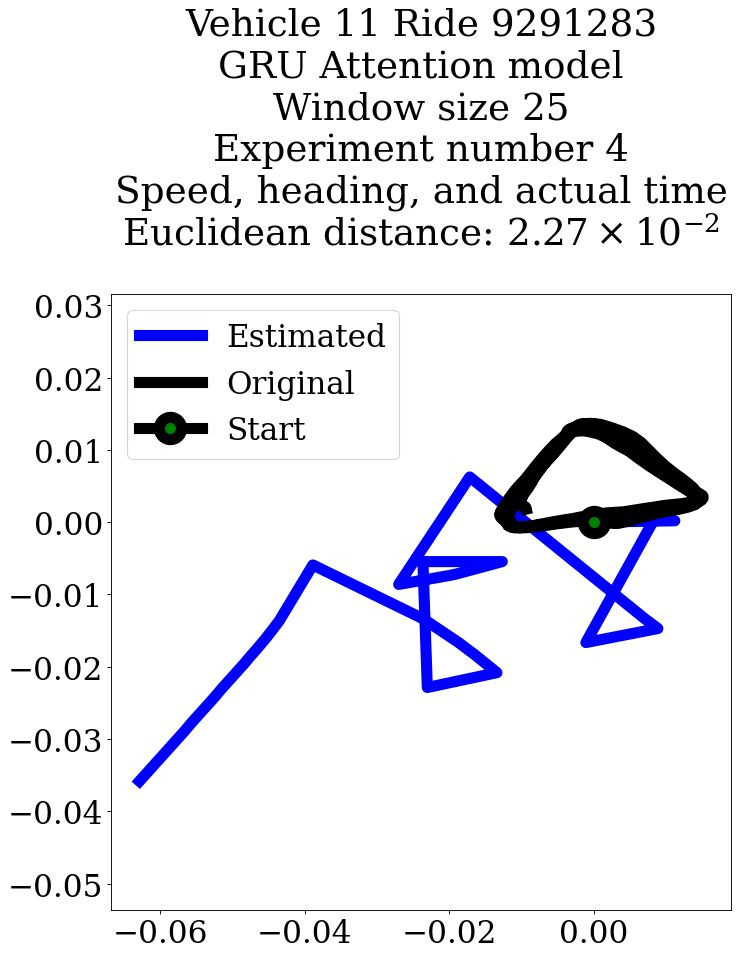 Vehicle 11 Ride 9291283
GRU Attention model
Window size 25
Experiment number 4
Speed, heading, and actual time
Euclidean distance: 2.27 × 10⁻²
0.03
0.02
0.01
0.00
−0.01
−0.02
−0.03
−0.04
−0.05
Estimated
Original
Start
−0.06 −0.04 −0.02 0.00